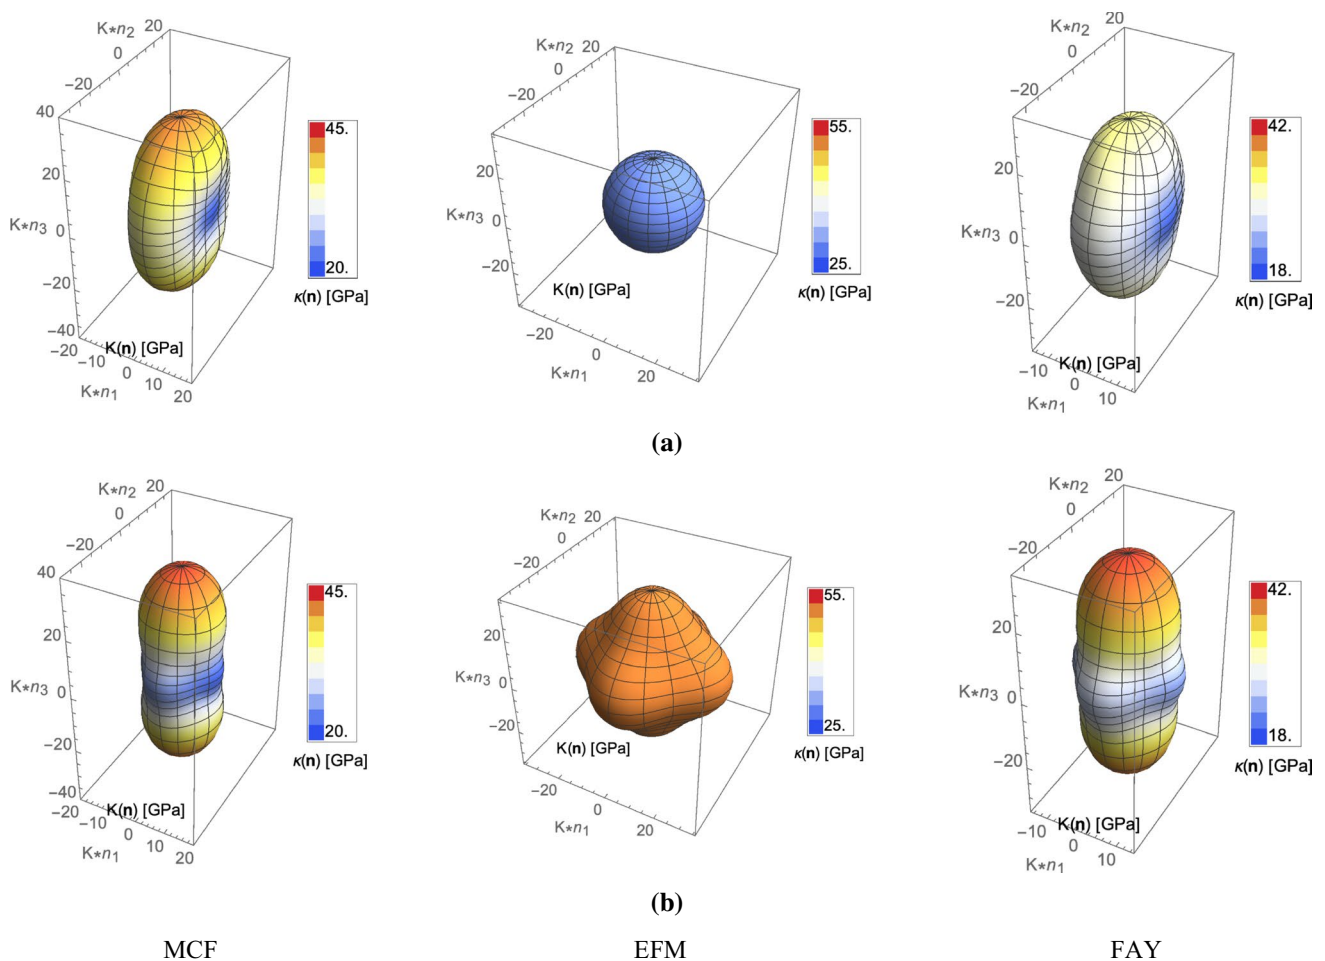 K*n2 20
0
−20
40
20
K*n3 0
−20
−40
−20
−10
0
10
20
K*n1
K(n) [GPa]
45.
20.
κ(n) [GPa]
K*n2 20
0
−20
20
K*n3 0
−20
K(n) [GPa]
−20
0
20
K*n1
55.
25.
κ(n) [GPa]
K*n2 20
0
−20
20
K*n3 0
−20
K(n) [GPa]
−10
0
10
K*n1
42.
18.
κ(n) [GPa]
(a)
K*n2 20
0
−20
40
20
K*n3 0
−20
−40
−20
−10
0
10
20
K*n1
K(n) [GPa]
45.
20.
κ(n) [GPa]
K*n2 20
0
−20
20
K*n3 0
−20
K(n) [GPa]
−20
0
20
K*n1
55.
25.
κ(n) [GPa]
K*n2 20
0
−20
20
K*n3 0
−20
K(n) [GPa]
−10
0
10
K*n1
42.
18.
κ(n) [GPa]
(b)
MCF EFM FAY